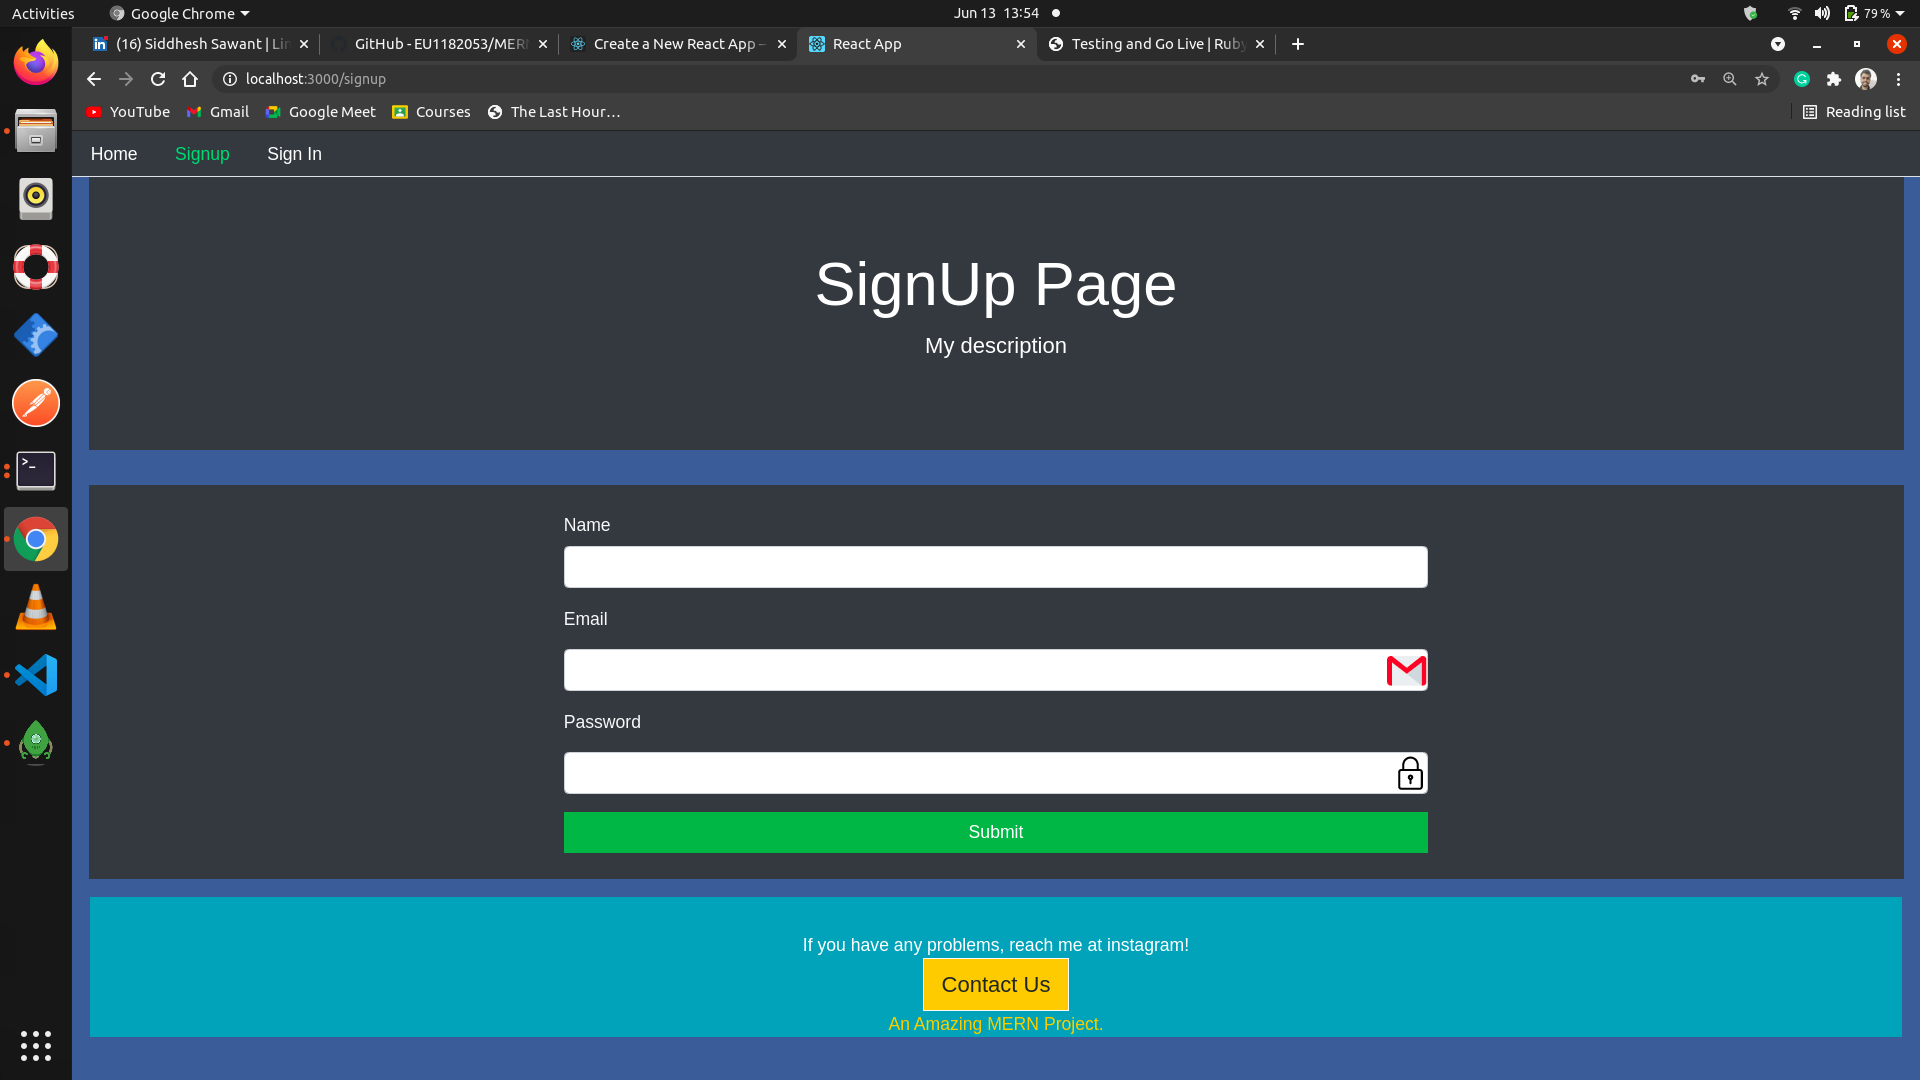 Activities
Google Chrome
Jun 13 13:54
79 %
(16) Siddhesh Sawant | Lin
GitHub - EU1182053/MER
Create a New React App -
React App
Testing and Go Live | Ruby
localhost:3000/signup
YouTube
Gmail
Google Meet
Courses
The Last Hour…
Reading list
Home
Signup
Sign In
SignUp Page
My description
Name
Email
Password
Submit
If you have any problems, reach me at instagram!
Contact Us
An Amazing MERN Project.